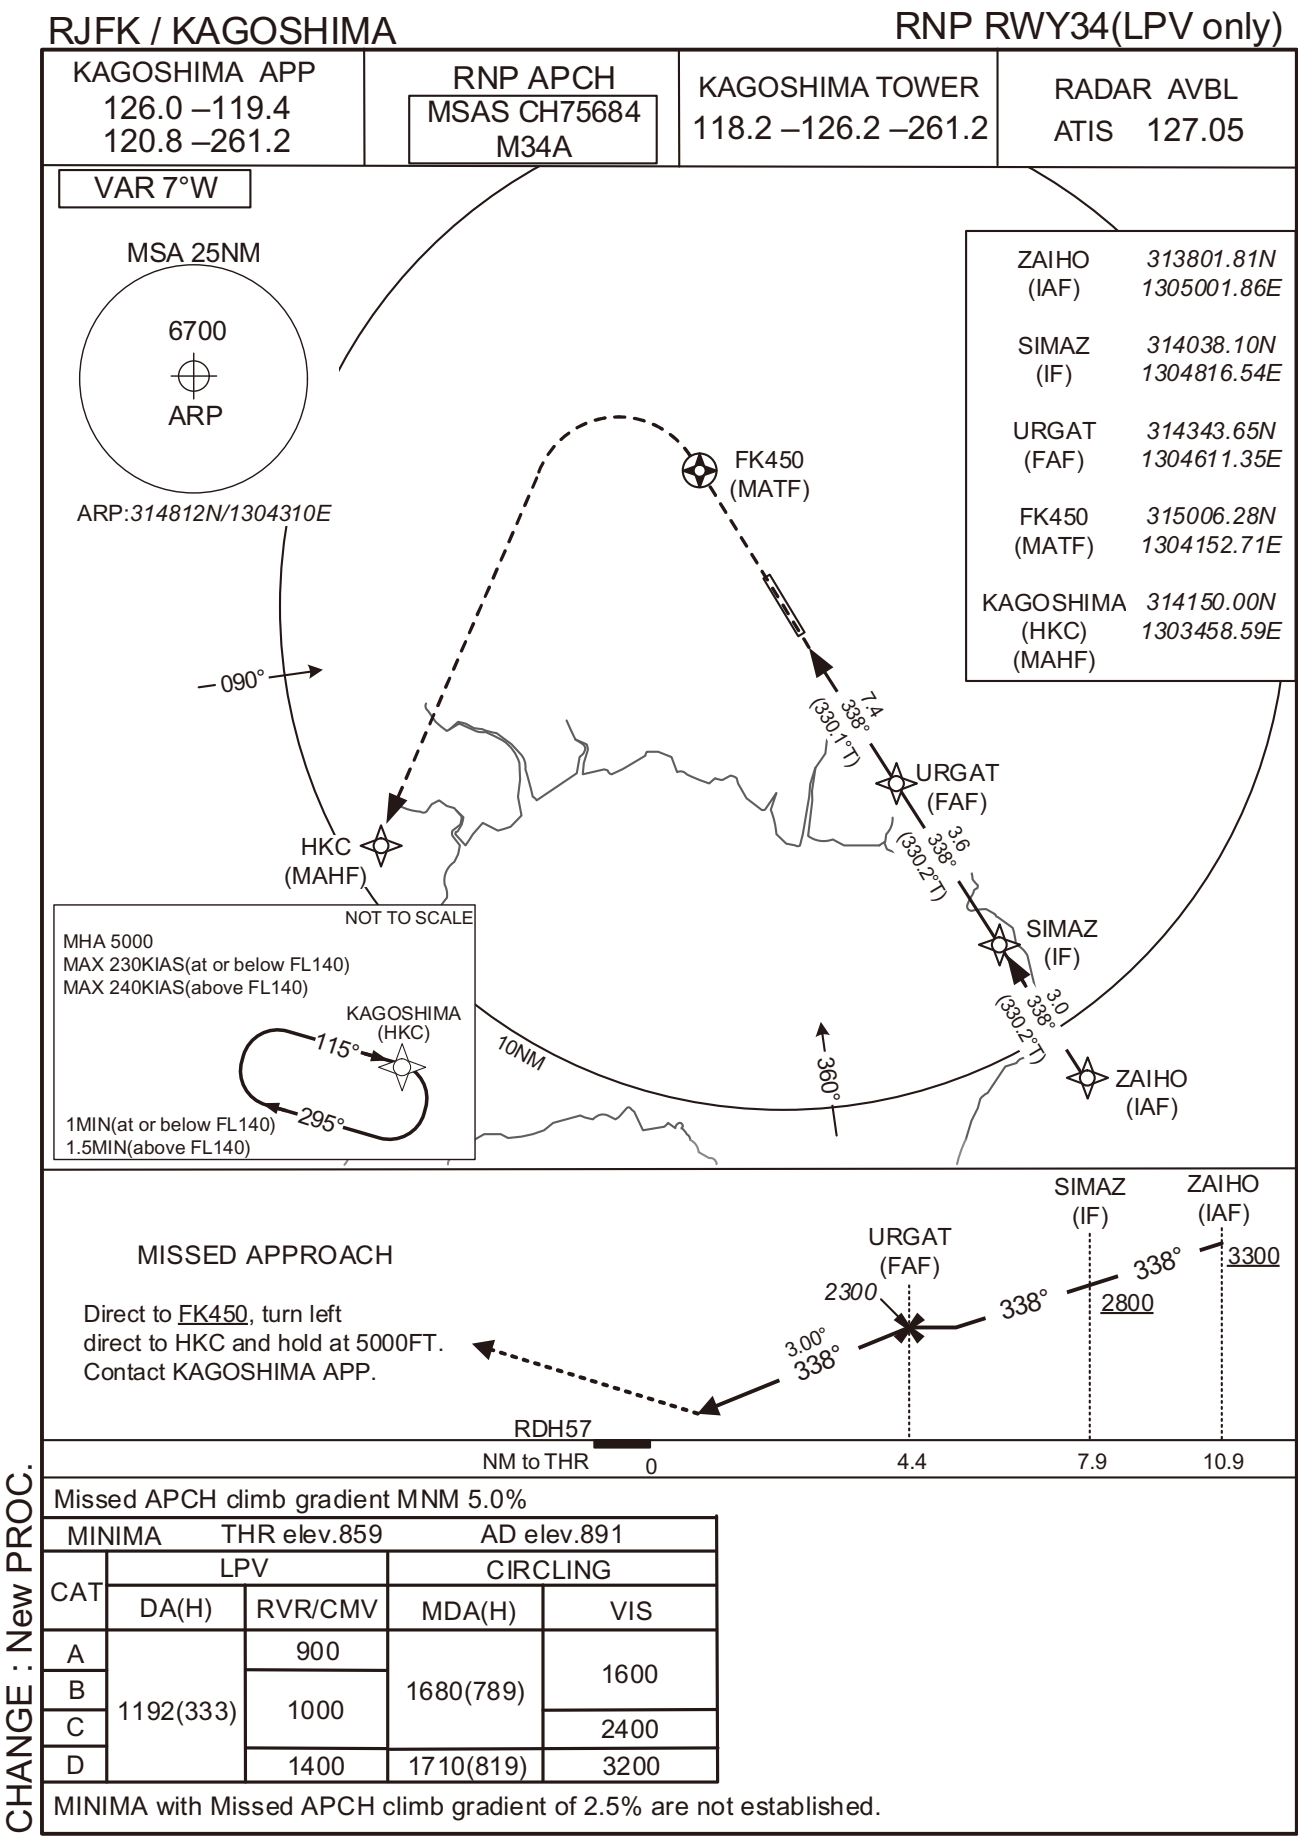 RJFK / KAGOSHIMA
RNP RWY34(LPV only)
KAGOSHIMA APP
126.0 –119.4
120.8 –261.2
RNP APCH
MSAS CH75684
M34A
KAGOSHIMA TOWER
118.2 –126.2 –261.2
RADAR AVBL
ATIS 127.05
VAR 7°W
MSA 25NM
6700
ARP
ARP:314812N/1304310E
ZAIHO 313801.81N
(IAF) 1305001.86E
SIMAZ 314038.10N
(IF) 1304816.54E
URGAT 314343.65N
(FAF) 1304611.35E
FK450 315006.28N
(MATF) 1304152.71E
KAGOSHIMA 314150.00N
(HKC) 1303458.59E
(MAHF)
FK450
(MATF)
090°
7.4
338°
(330.1°T)
URGAT
(FAF)
3.6
338°
(330.2°T)
HKC
(MAHF)
SIMAZ
(IF)
3.0
338°
(330.2°T)
ZAIHO
(IAF)
10NM
360°
NOT TO SCALE
MHA 5000
MAX 230KIAS(at or below FL140)
MAX 240KIAS(above FL140)
KAGOSHIMA
(HKC)
115°
295°
1MIN(at or below FL140)
1.5MIN(above FL140)
MISSED APPROACH
Direct to FK450, turn left
direct to HKC and hold at 5000FT.
Contact KAGOSHIMA APP.
SIMAZ
(IF)
ZAIHO
(IAF)
URGAT
(FAF)
2300
338°
3300
338°
2800
3.00°
338°
RDH57
NM to THR 0 4.4 7.9 10.9
Missed APCH climb gradient MNM 5.0%
MINIMA THR elev.859 AD elev.891
CAT LPV CIRCLING
DA(H) RVR/CMV MDA(H) VIS
A 900
B 1192(333) 1000 1680(789) 1600
C 2400
D 1400 1710(819) 3200
MINIMA with Missed APCH climb gradient of 2.5% are not established.
CHANGE : New PROC.